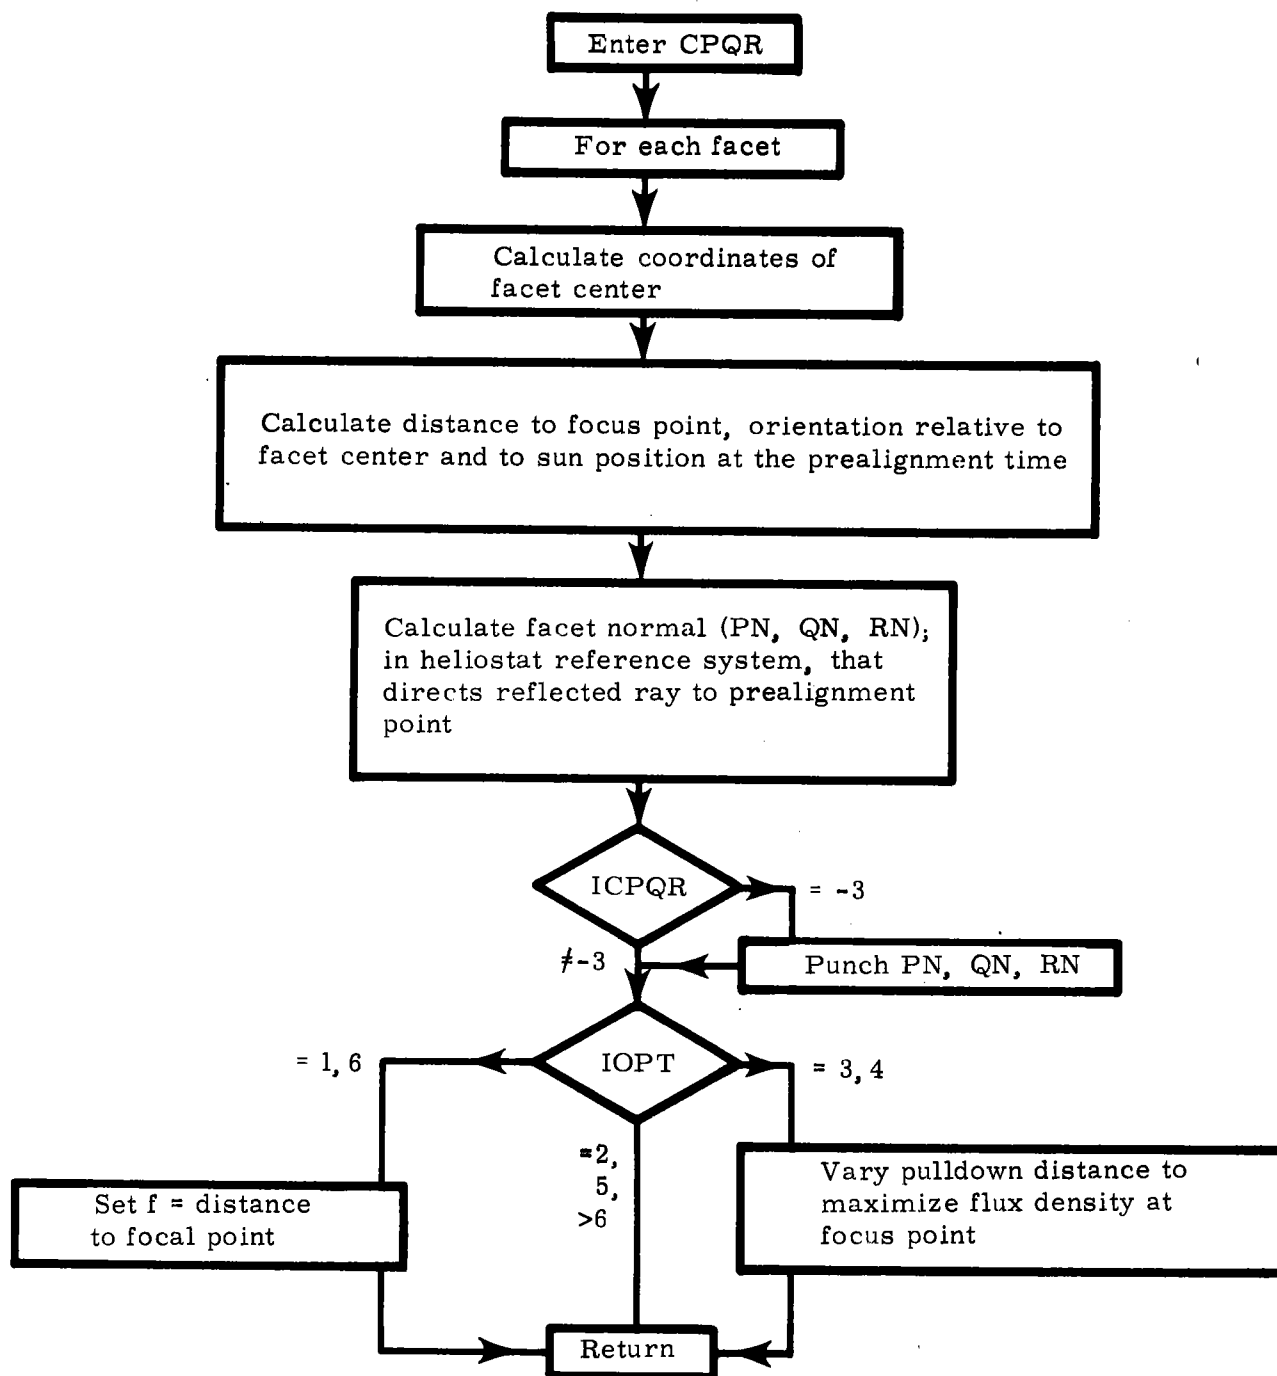 Enter CPQR
For each facet
Calculate coordinates of
facet center
Calculate distance to focus point, orientation relative to
facet center and to sun position at the prealignment time
Calculate facet normal (PN, QN, RN);
in heliostat reference system, that
directs reflected ray to prealignment
point
ICPQR
= -3
≠-3
Punch PN, QN, RN
IOPT
= 1, 6
= 3, 4
=2,
5,
>6
Set f = distance
to focal point
Vary pulldown distance to
maximize flux density at
focus point
Return